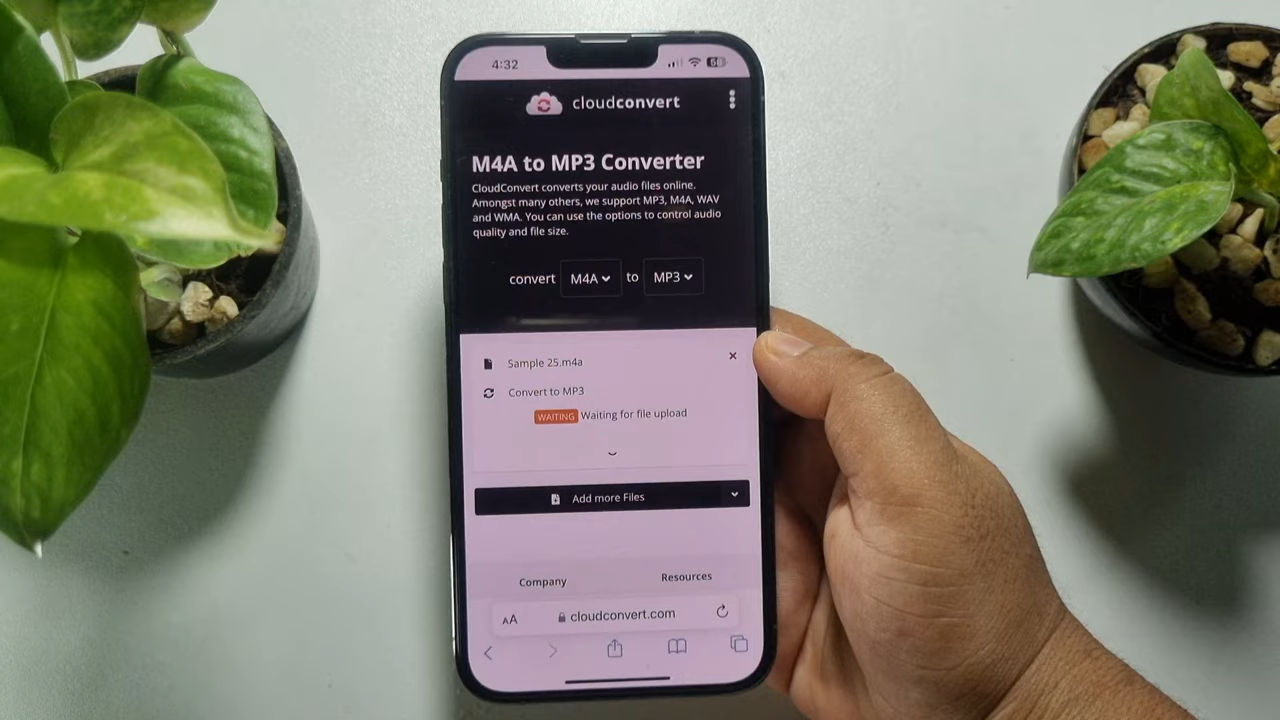 4:32
cloudconvert
M4A to MP3 Converter
CloudConvert converts your audio files online.
Amongst many others, we support MP3, M4A, WAV
and WMA. You can use the options to control audio
quality and file size.
convert M4A to MP3
Sample 25.m4a
Convert to MP3
WAITING Waiting for file upload
Add more Files
Company Resources
AA cloudconvert.com